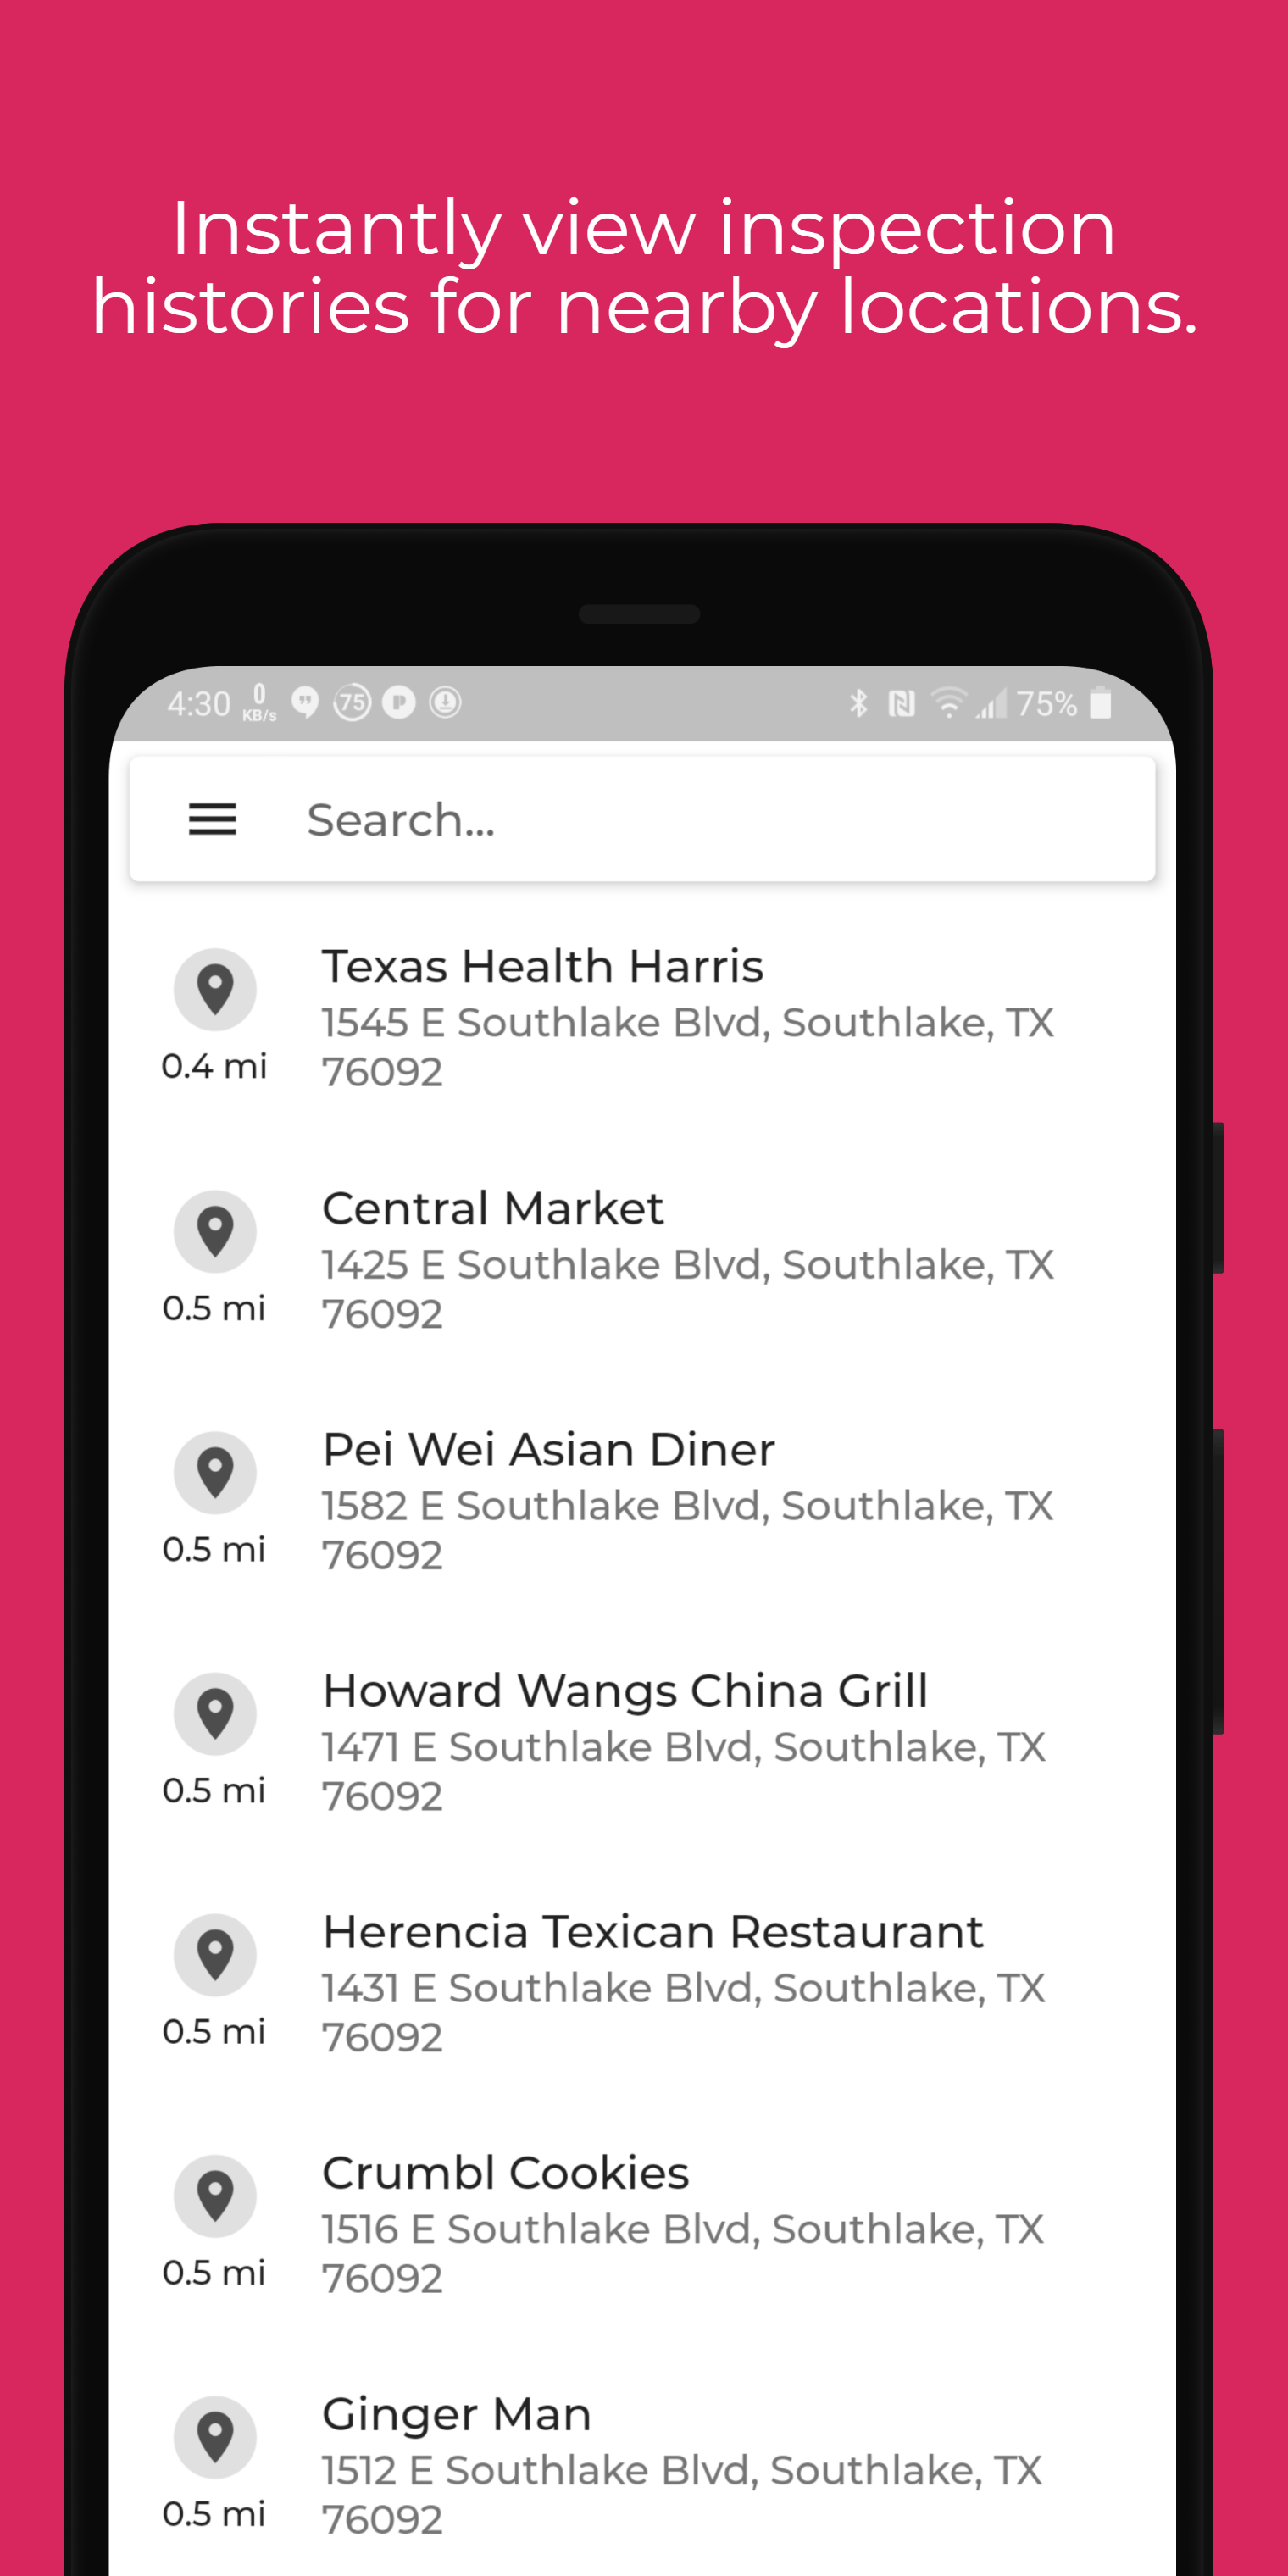 Instantly view inspection
histories for nearby locations.
4:30 0 KB/s 75 75%
Search...
Texas Health Harris
1545 E Southlake Blvd, Southlake, TX
76092
0.4 mi
Central Market
1425 E Southlake Blvd, Southlake, TX
76092
0.5 mi
Pei Wei Asian Diner
1582 E Southlake Blvd, Southlake, TX
76092
0.5 mi
Howard Wangs China Grill
1471 E Southlake Blvd, Southlake, TX
76092
0.5 mi
Herencia Texican Restaurant
1431 E Southlake Blvd, Southlake, TX
76092
0.5 mi
Crumbl Cookies
1516 E Southlake Blvd, Southlake, TX
76092
0.5 mi
Ginger Man
1512 E Southlake Blvd, Southlake, TX
76092
0.5 mi